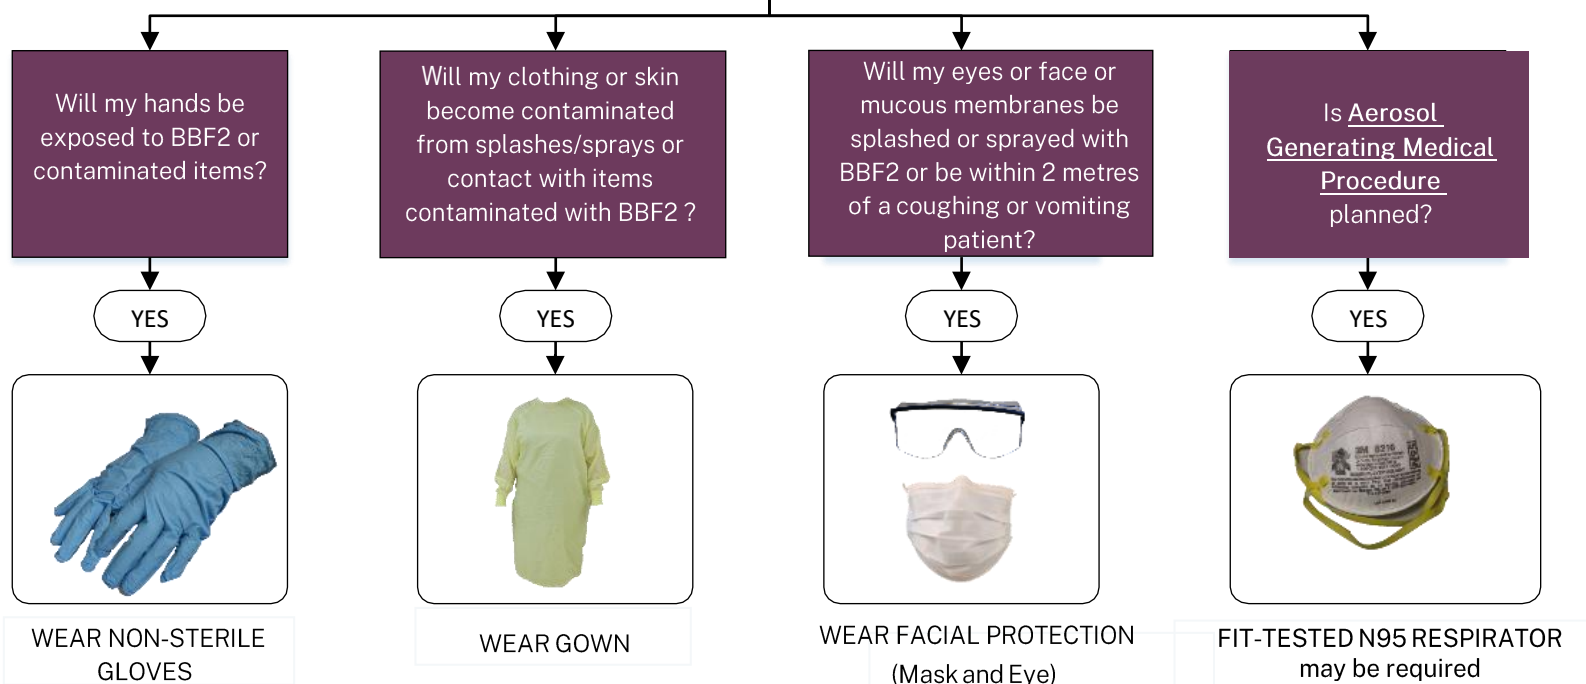 Will my hands be
exposed to BBF2 or
contaminated items?
Will my clothing or skin
become contaminated
from splashes/sprays or
contact with items
contaminated with BBF2 ?
Will my eyes or face or
mucous membranes be
splashed or sprayed with
BBF2 or be within 2 metres
of a coughing or vomiting
patient?
Is Aerosol
Generating Medical
Procedure
planned?
YES
YES
YES
YES
3M 8210
WEAR NON-STERILE
GLOVES
WEAR GOWN
WEAR FACIAL PROTECTION
(Mask and Eye)
FIT-TESTED N95 RESPIRATOR
may be required